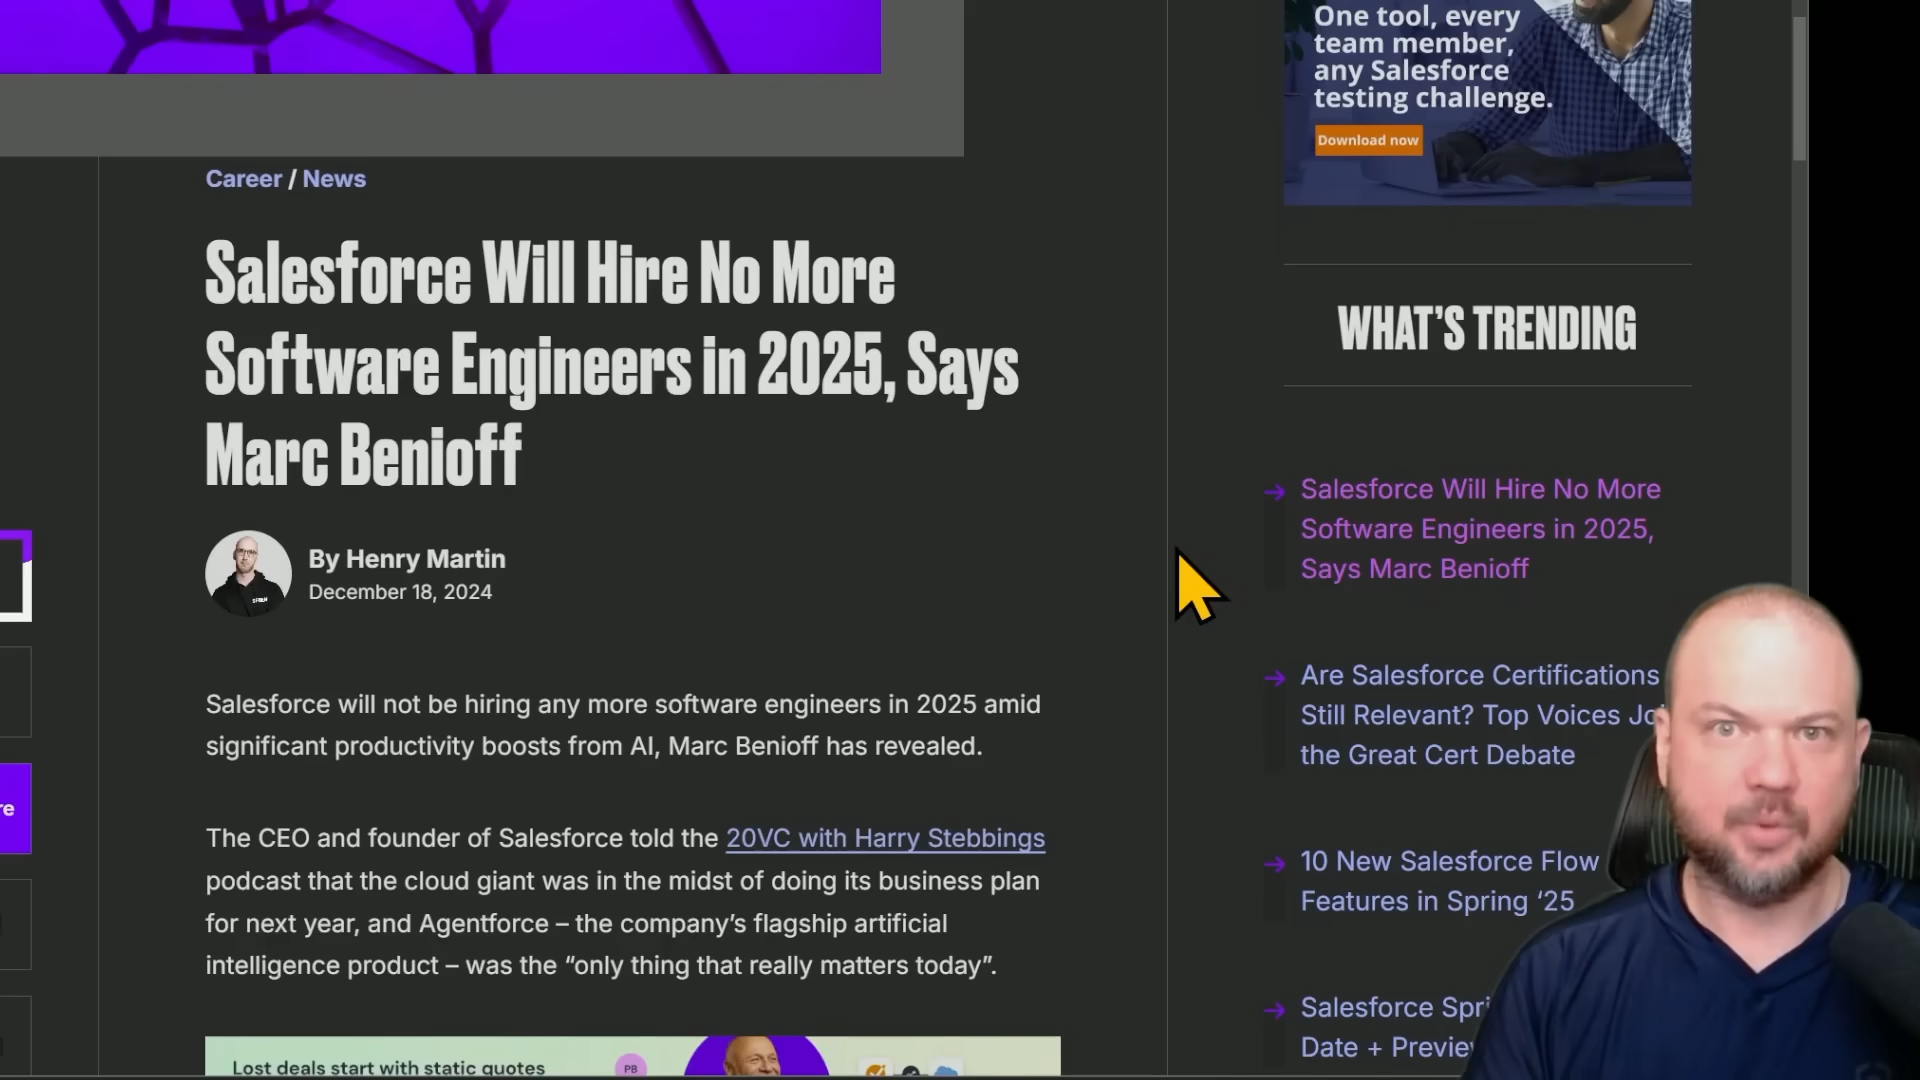 One tool, every
team member,
any Salesforce
testing challenge.
Download now
Career / News
Salesforce Will Hire No More
Software Engineers in 2025, Says
Marc Benioff
By Henry Martin
December 18, 2024
Salesforce will not be hiring any more software engineers in 2025 amid
significant productivity boosts from AI, Marc Benioff has revealed.
The CEO and founder of Salesforce told the 20VC with Harry Stebbings
podcast that the cloud giant was in the midst of doing its business plan
for next year, and Agentforce – the company’s flagship artificial
intelligence product – was the “only thing that really matters today”.
Lost deals start with static quotes
PB
re
WHAT’S TRENDING
Salesforce Will Hire No More
Software Engineers in 2025,
Says Marc Benioff
Are Salesforce Certifications
Still Relevant? Top Voices Jo
the Great Cert Debate
10 New Salesforce Flow
Features in Spring ‘25
Salesforce Spri
Date + Preview